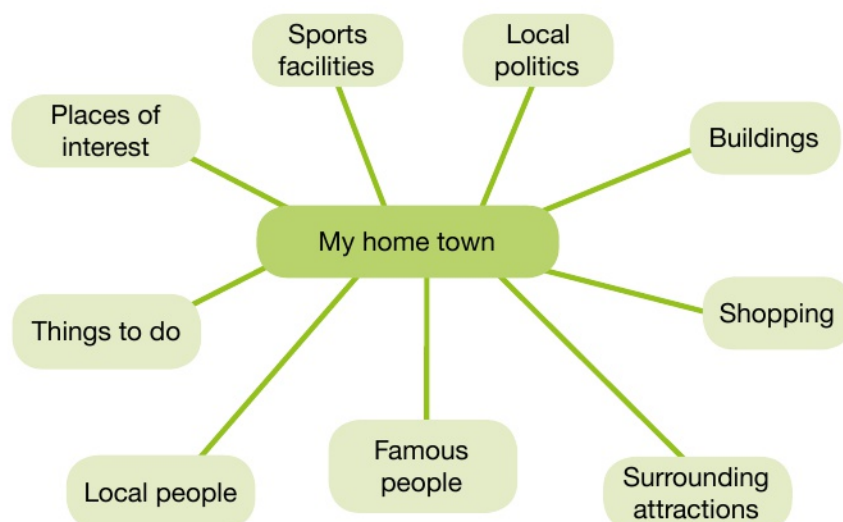 Sports
facilities
Local
politics
Places of
interest
Buildings
My home town
Things to do
Shopping
Local people
Famous
people
Surrounding
attractions